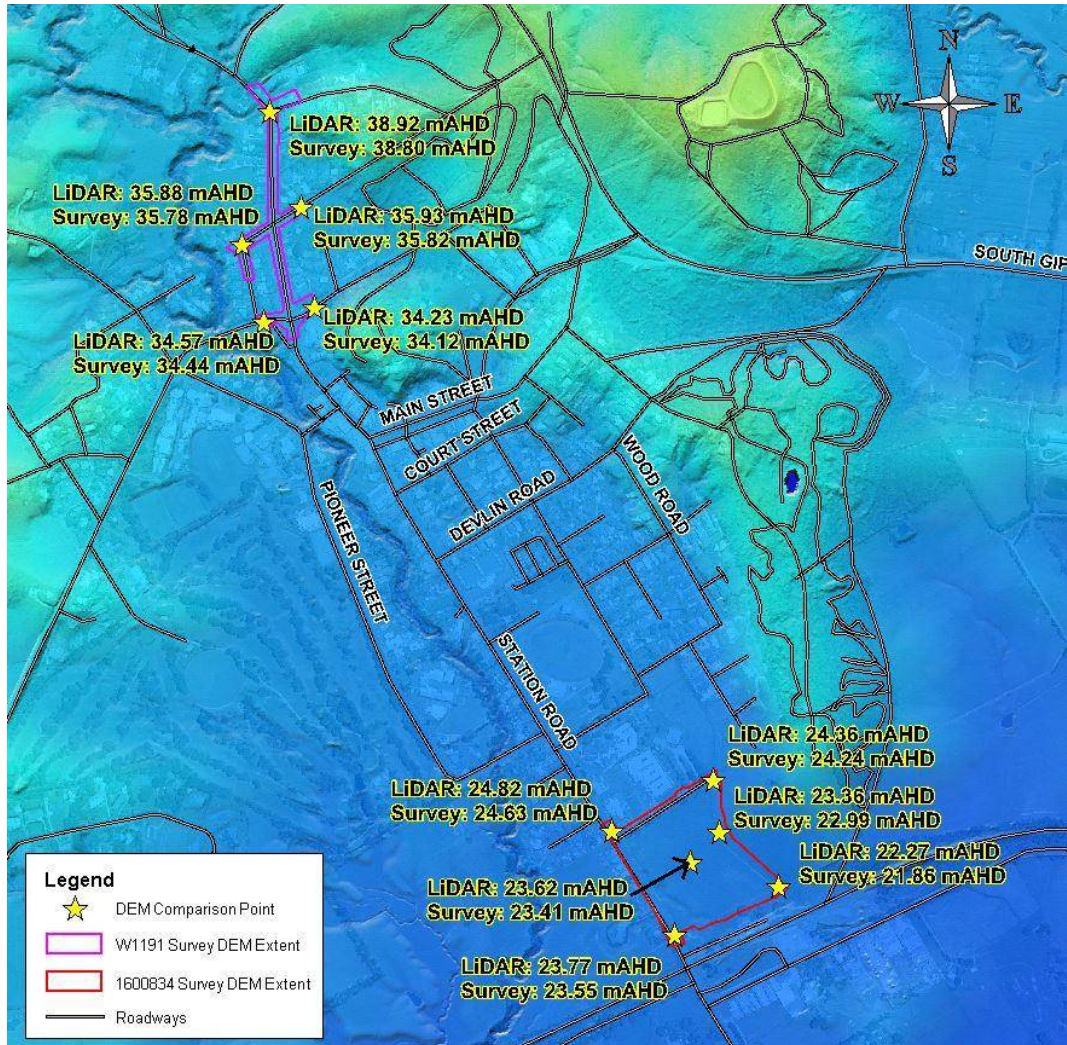 N
W
E
S
LiDAR: 38.92 mAHD
Survey: 38.80 mAHD
LiDAR: 35.88 mAHD
Survey: 35.78 mAHD
LiDAR: 35.93 mAHD
Survey: 35.82 mAHD
SOUTH GIP
LiDAR: 34.23 mAHD
Survey: 34.12 mAHD
LiDAR: 34.57 mAHD
Survey: 34.44 mAHD
MAIN STREET
COURT STREET
WOOD ROAD
DEVLIN ROAD
PIONEER STREET
STATION ROAD
LiDAR: 24.36 mAHD
Survey: 24.24 mAHD
LiDAR: 24.82 mAHD
Survey: 24.63 mAHD
LiDAR: 23.36 mAHD
Survey: 22.99 mAHD
LiDAR: 22.27 mAHD
Survey: 21.86 mAHD
LiDAR: 23.62 mAHD
Survey: 23.41 mAHD
LiDAR: 23.77 mAHD
Survey: 23.55 mAHD
Legend
DEM Comparison Point
W1191 Survey DEM Extent
1600834 Survey DEM Extent
Roadways